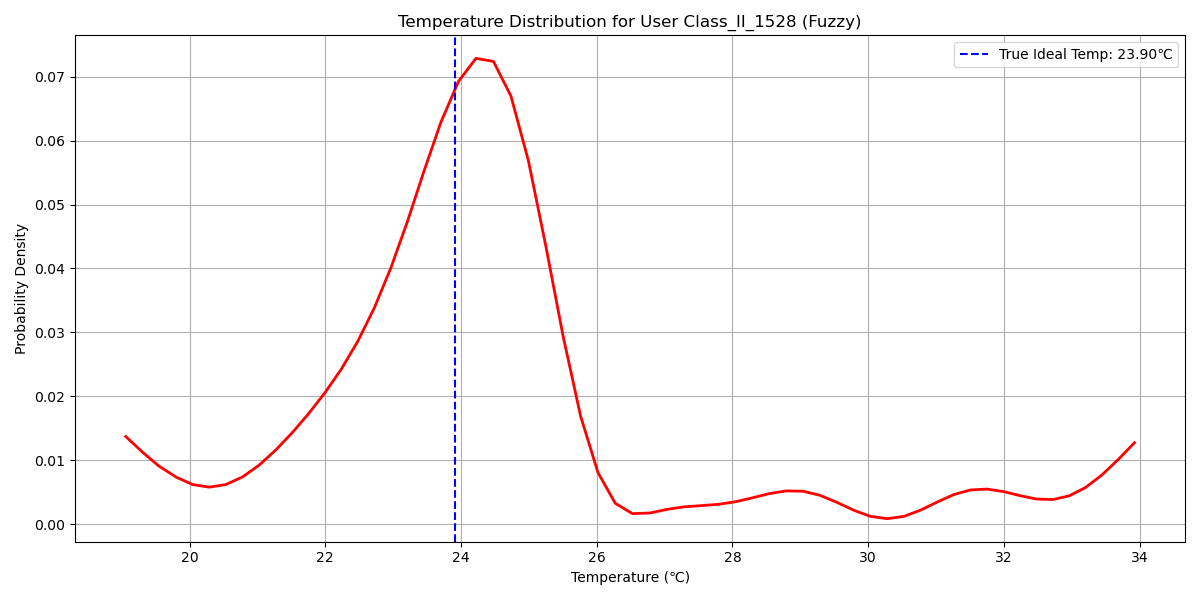 Temperature Distribution for User Class_II_1528 (Fuzzy)
True Ideal Temp: 23.90℃
Probability Density
0.07
0.06
0.05
0.04
0.03
0.02
0.01
0.00
20 22 24 26 28 30 32 34
Temperature (℃)